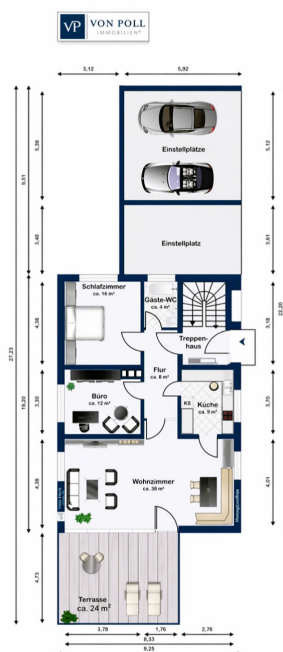 VP VON POLL
IMMOBILIEN®
3,12
5,92
5,39
5,12
Einstellplätze
9,51
3,40
Einstellplatz
3,61
22,20
Schlafzimmer
ca. 16 m²
Gäste-WC
ca. 4 m²
4,38
Treppen-
haus
3,18
27,23
19,20
Flur
ca. 8 m²
Büro
ca. 12 m²
3,30
KS
Küche
ca. 9 m²
3,70
Wohnzimmer
ca. 38 m²
4,38
4,01
4,73
Terrasse
ca. 24 m²
3,76
1,76
2,76
8,33
9,25